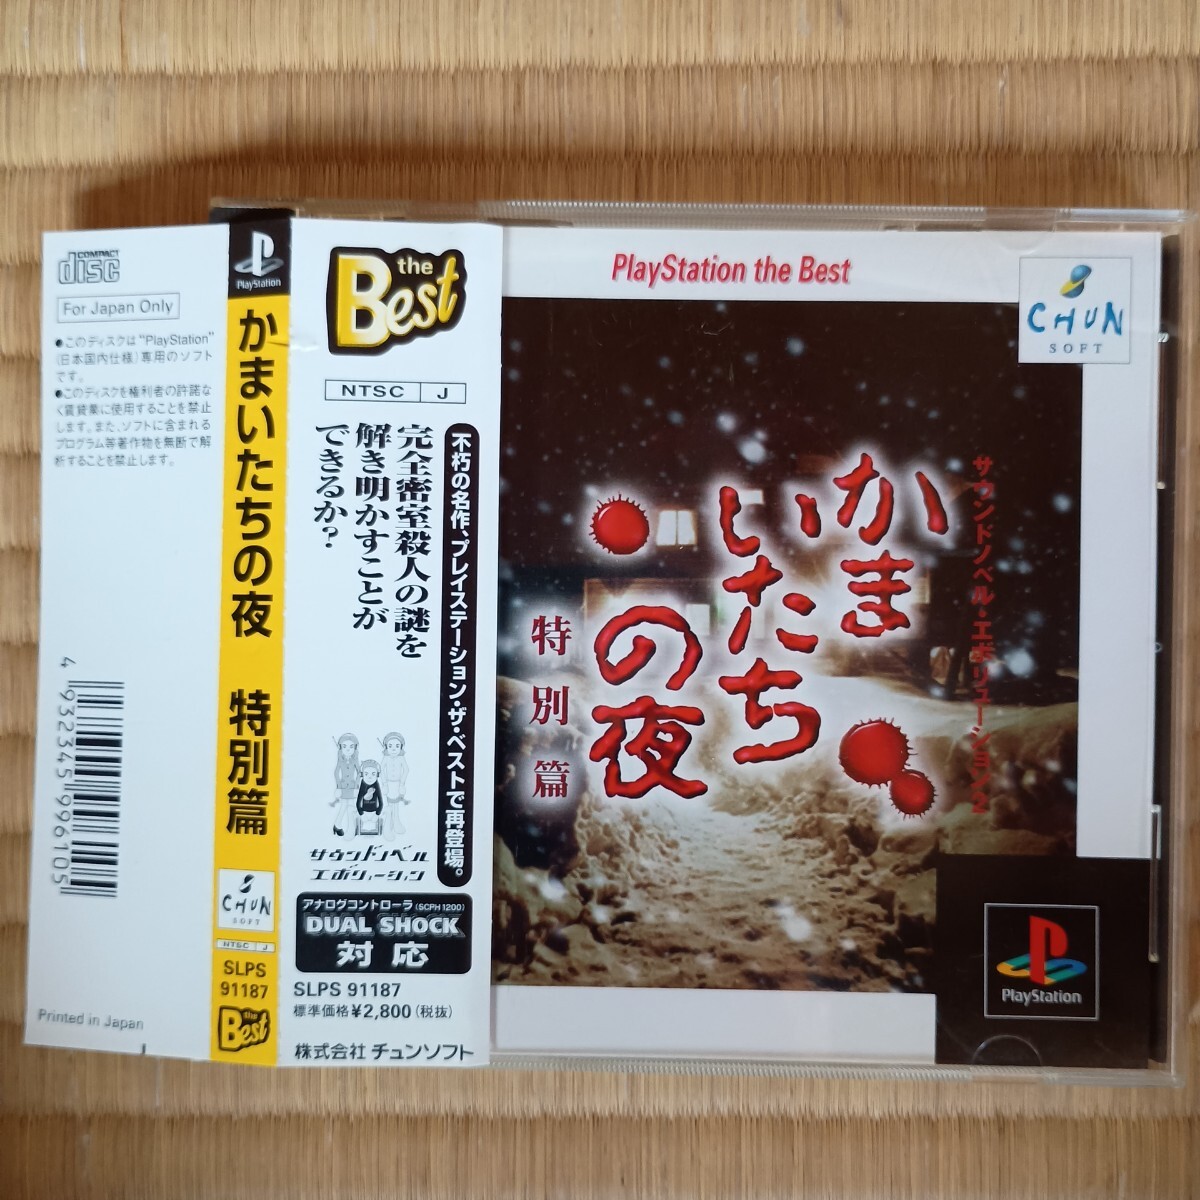 COMPACT
disc
For Japan Only
●このディスクは"PlayStation"
(日本国内仕様)専用のソフト
です。
●このディスクを権利者の許諾な
く賃貸業に使用することを禁止
します。また、ソフトに含まれる
プログラム等著作物を無断で解
析することを禁止します。
4 932345 996105
Printed in Japan
PlayStation
かまいたちの夜 特別篇
CHUN
SOFT
NTSC J
SLPS
91187
the
Best
the
Best
NTSC J
不朽の名作、プレイステーション・ザ・ベストで再登場。
完全密室殺人の謎を
解き明かすことが
できるか?
サウンドノベル
エボリューション
アナログコントローラ(SCPH1200)
DUAL SHOCK
対応
SLPS 91187
標準価格¥2,800(税抜)
株式会社 チュンソフト
PlayStation the Best
CHUN
SOFT
サウンドノベル・エボリューション2
かま
いたち
の夜
特別篇
PlayStation